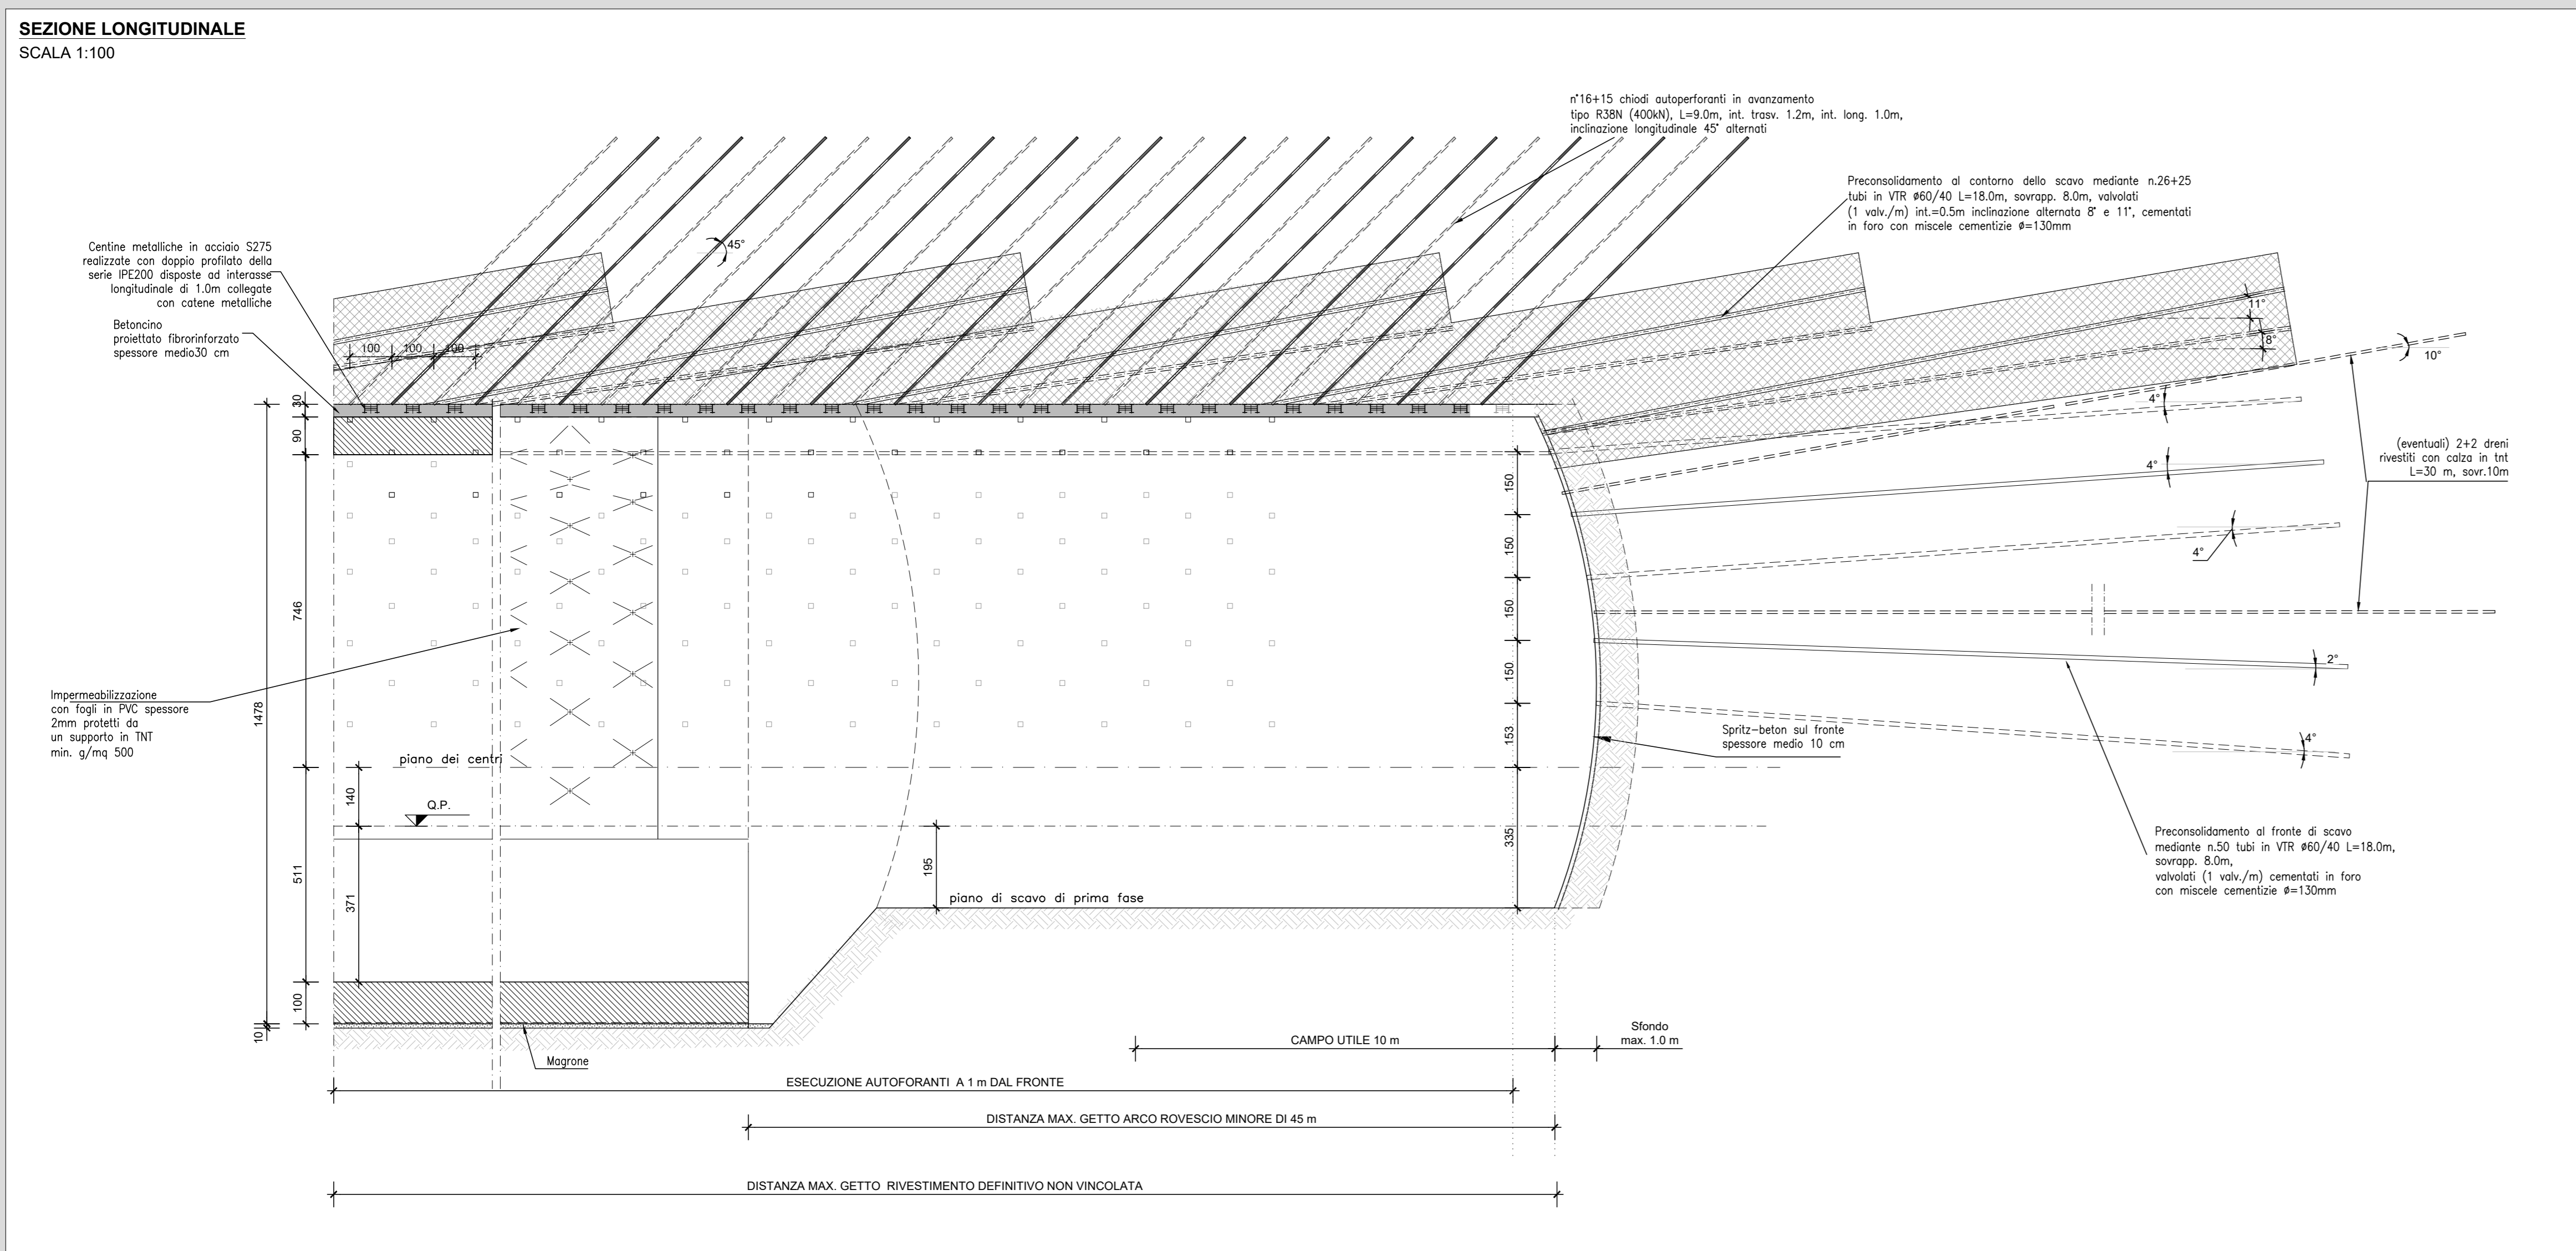 SEZIONE LONGITUDINALE
SCALA 1:100
n°16+15 chiodi autoperforanti in avanzamento
tipo R38N (400kN), L=9.0m, int. trasv. 1.2m, int. long. 1.0m,
inclinazione longitudinale 45° alternati
Preconsolidamento al contorno dello scavo mediante n.26+25
tubi in VTR ø60/40 L=18.0m, sovrapp. 8.0m, valvolati
(1 valv./m) int.=0.5m inclinazione alternata 8° e 11°, cementati
in foro con miscele cementizie ø=130mm
Centine metalliche in acciaio S275
realizzate con doppio profilato della
serie IPE200 disposte ad interasse
longitudinale di 1.0m collegate
con catene metalliche
45°
Betoncino
proiettato fibrorinforzato
spessore medio30 cm
100
100
100
11°
8°
10°
4°
4°
4°
2°
4°
(eventuali) 2+2 dreni
rivestiti con calza in tnt
L=30 m, sovr.10m
30
90
746
1478
511
100
10
140
371
195
150
150
150
150
153
335
Impermeabilizzazione
con fogli in PVC spessore
2mm protetti da
un supporto in TNT
min. g/mq 500
piano dei centri
Q.P.
Spritz-beton sul fronte
spessore medio 10 cm
Preconsolidamento al fronte di scavo
mediante n.50 tubi in VTR ø60/40 L=18.0m,
sovrapp. 8.0m,
valvolati (1 valv./m) cementati in foro
con miscele cementizie ø=130mm
piano di scavo di prima fase
Magrone
CAMPO UTILE 10 m
Sfondo
max. 1.0 m
ESECUZIONE AUTOFORANTI A 1 m DAL FRONTE
DISTANZA MAX. GETTO ARCO ROVESCIO MINORE DI 45 m
DISTANZA MAX. GETTO RIVESTIMENTO DEFINITIVO NON VINCOLATA